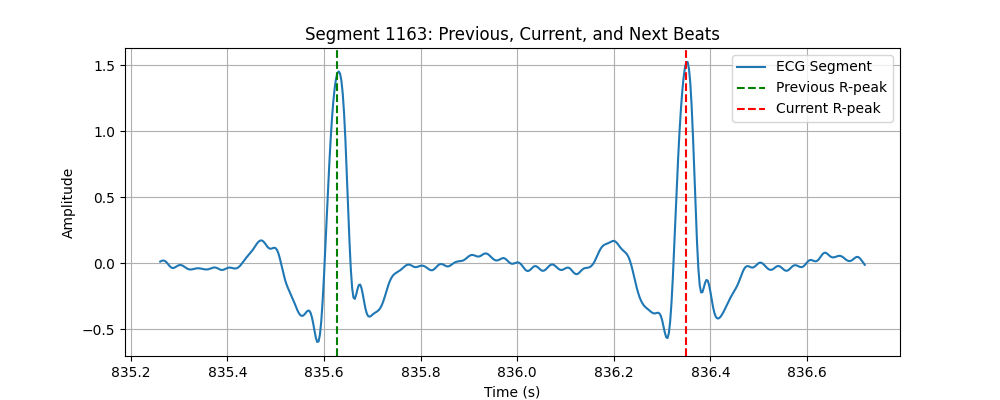 Segment 1163: Previous, Current, and Next Beats
ECG Segment
Previous R-peak
Current R-peak
Amplitude
1.5
1.0
0.5
0.0
−0.5
835.2 835.4 835.6 835.8 836.0 836.2 836.4 836.6
Time (s)